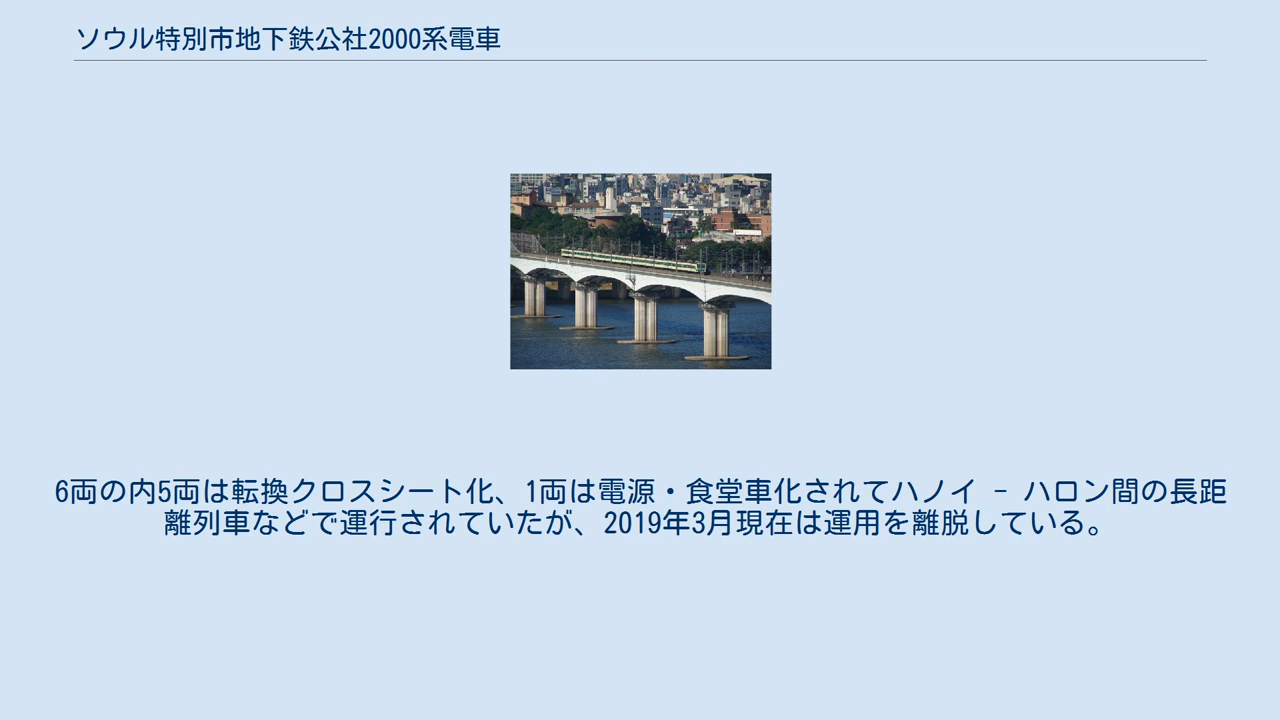 ソウル特別市地下鉄公社2000系電車
6両の内5両は転換クロスシート化、1両は電源・食堂車化されてハノイ - ハロン間の長距
離列車などで運行されていたが、2019年3月現在は運用を離脱している。